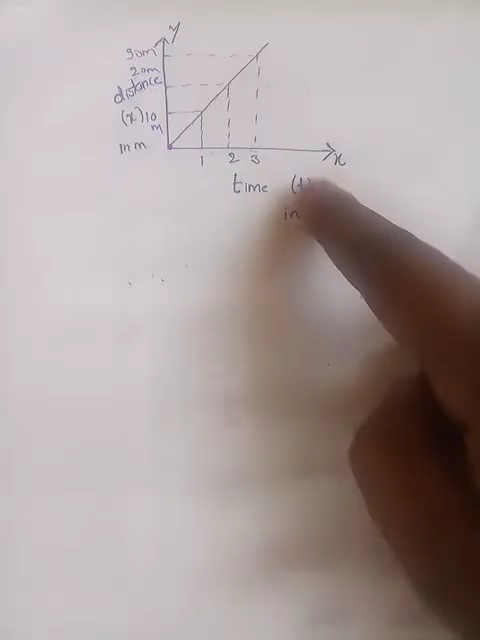 y
30m
20m
distance
(x) 10
m
in m
1 2 3
x
time (t)
in